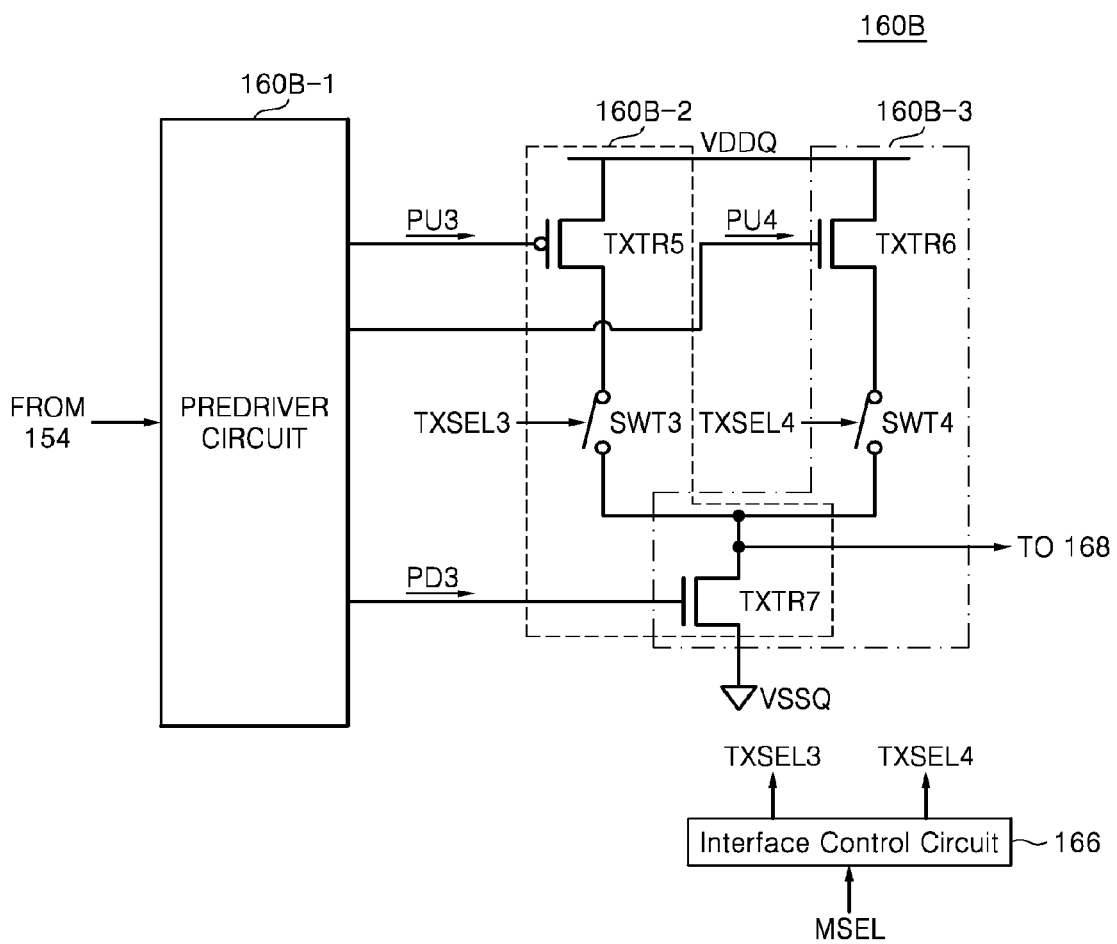 160B
160B-1
160B-2
160B-3
VDDQ
PU3
PU4
TXTR5
TXTR6
FROM
154
PREDRIVER
CIRCUIT
TXSEL3
SWT3
TXSEL4
SWT4
TO 168
PD3
TXTR7
VSSQ
TXSEL3
TXSEL4
Interface Control Circuit
166
MSEL